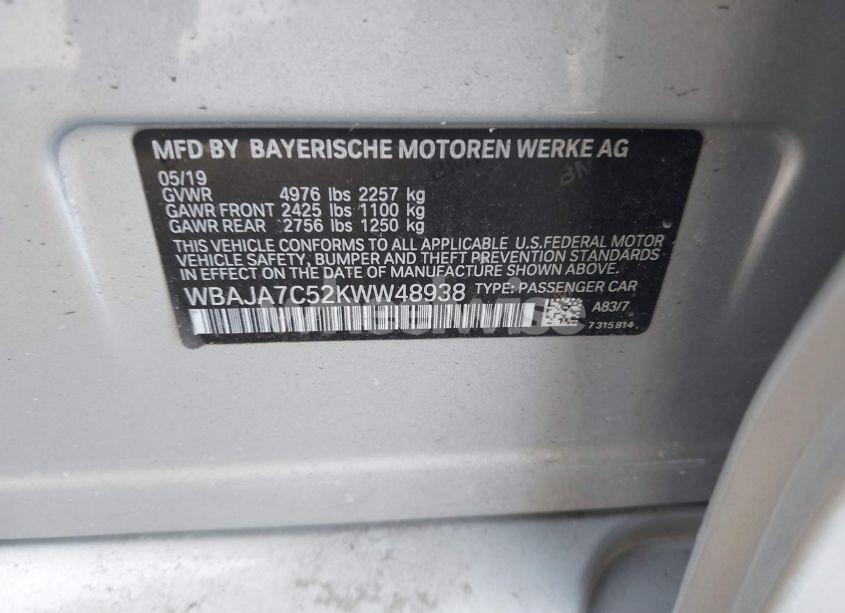 MFD BY BAYERISCHE MOTOREN WERKE AG
05/19
GVWR 4976 lbs 2257 kg
GAWR FRONT 2425 lbs 1100 kg
GAWR REAR 2756 lbs 1250 kg
THIS VEHICLE CONFORMS TO ALL APPLICABLE U.S.FEDERAL MOTOR
VEHICLE SAFETY, BUMPER AND THEFT PREVENTION STANDARDS
IN EFFECT ON THE DATE OF MANUFACTURE SHOWN ABOVE.
WBAJA7C52KWW48938 TYPE: PASSENGER CAR
A83/7
7 315 814